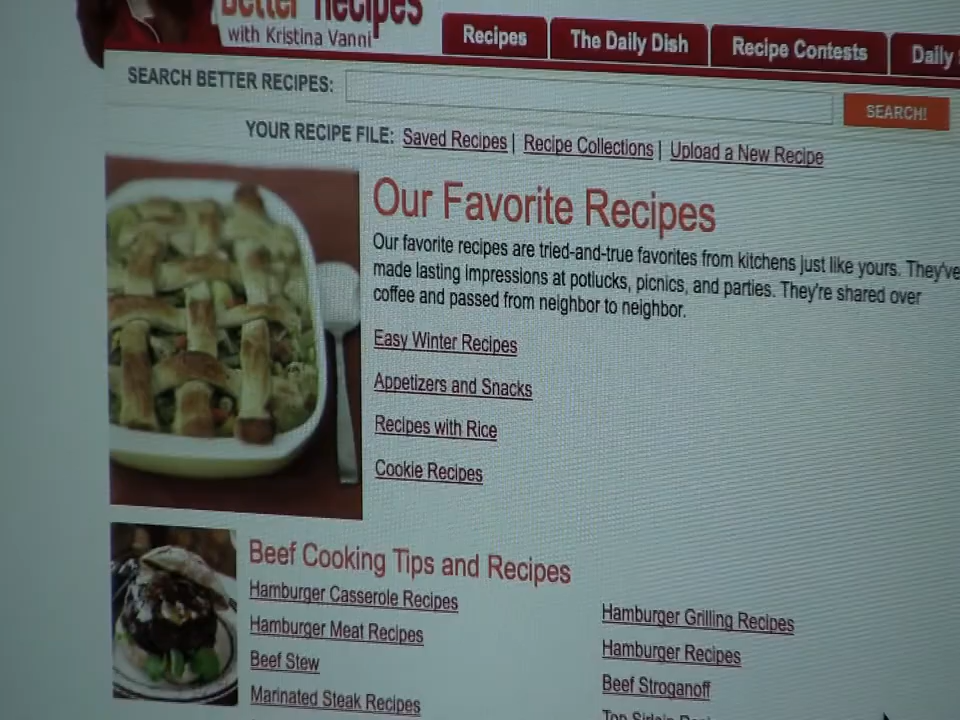 Better Recipes
with Kristina Vanni
Recipes
The Daily Dish
Recipe Contests
Daily
SEARCH BETTER RECIPES:
SEARCH!
YOUR RECIPE FILE: Saved Recipes | Recipe Collections | Upload a New Recipe
Our Favorite Recipes
Our favorite recipes are tried-and-true favorites from kitchens just like yours. They've
made lasting impressions at potlucks, picnics, and parties. They're shared over
coffee and passed from neighbor to neighbor.
Easy Winter Recipes
Appetizers and Snacks
Recipes with Rice
Cookie Recipes
Beef Cooking Tips and Recipes
Hamburger Casserole Recipes
Hamburger Meat Recipes
Beef Stew
Marinated Steak Recipes
Hamburger Grilling Recipes
Hamburger Recipes
Beef Stroganoff
Top Sirloin